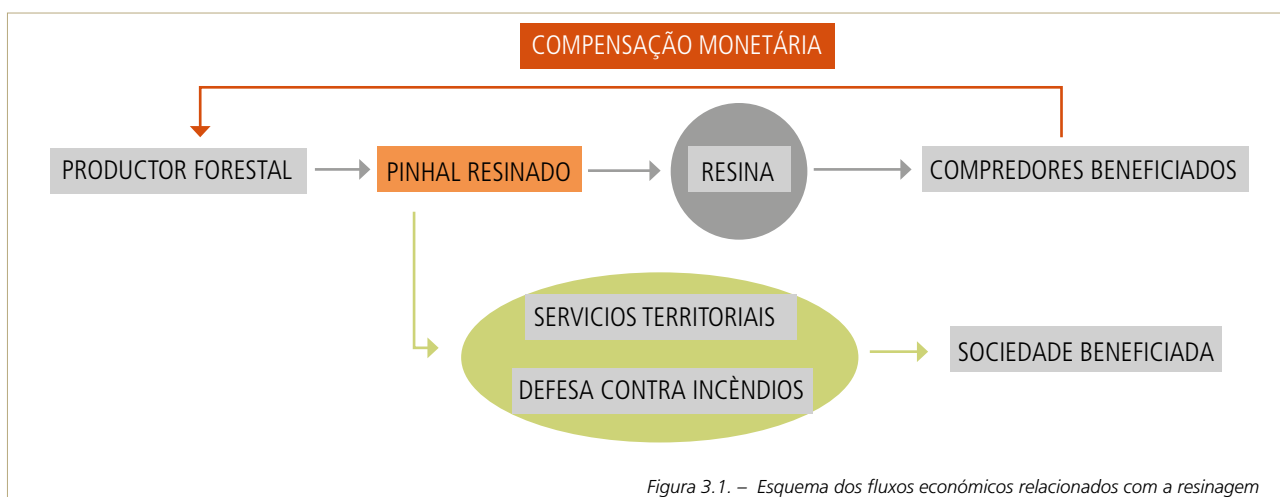 COMPENSAÇÃO MONETÁRIA
PRODUCTOR FORESTAL
PINHAL RESINADO
RESINA
COMPREDORES BENEFICIADOS
SERVICIOS TERRITORIAIS
SOCIEDADE BENEFICIADA
DEFESA CONTRA INCÈNDIOS
Figura 3.1. – Esquema dos fluxos económicos relacionados com a resinagem